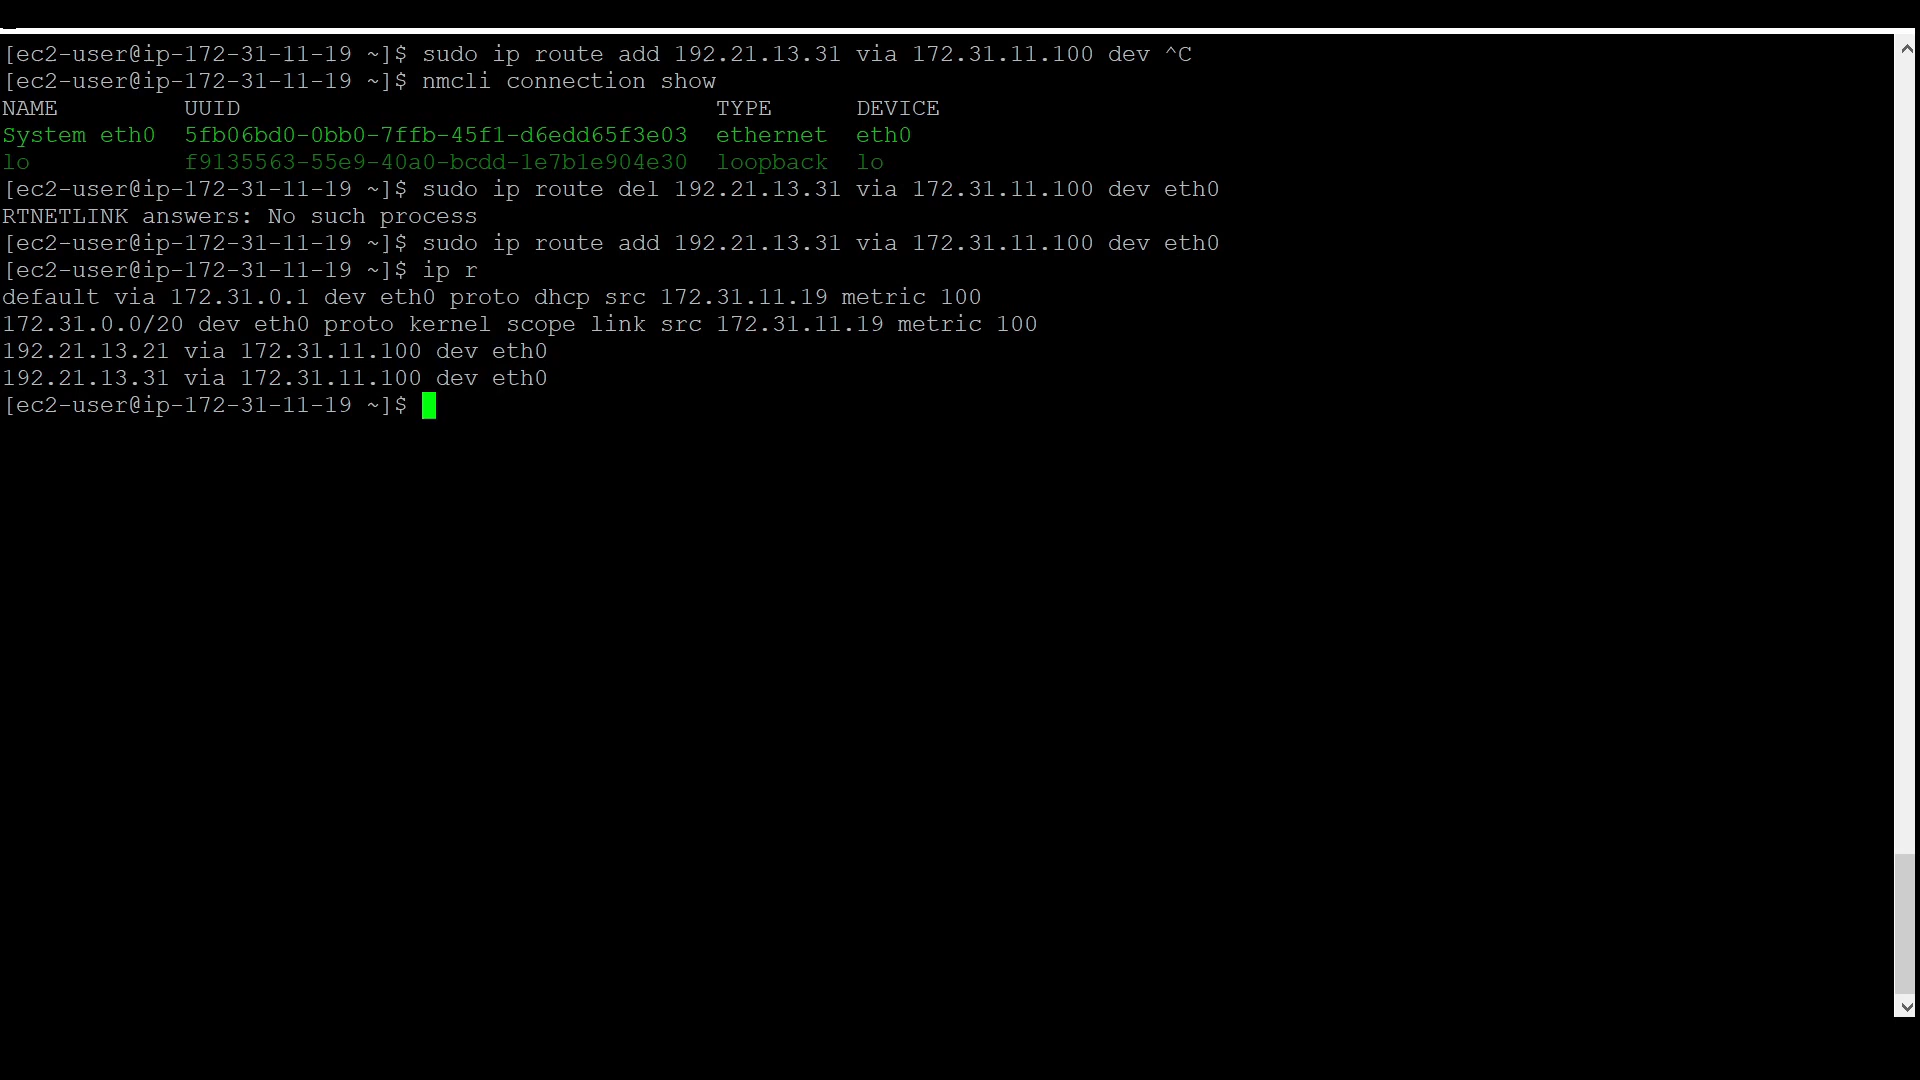 [ec2-user@ip-172-31-11-19 ~]$ sudo ip route add 192.21.13.31 via 172.31.11.100 dev ^C
[ec2-user@ip-172-31-11-19 ~]$ nmcli connection show
NAME         UUID                                  TYPE      DEVICE
System eth0  5fb06bd0-0bb0-7ffb-45f1-d6edd65f3e03  ethernet  eth0
lo           f9135563-55e9-40a0-bcdd-1e7b1e904e30  loopback  lo
[ec2-user@ip-172-31-11-19 ~]$ sudo ip route del 192.21.13.31 via 172.31.11.100 dev eth0
RTNETLINK answers: No such process
[ec2-user@ip-172-31-11-19 ~]$ sudo ip route add 192.21.13.31 via 172.31.11.100 dev eth0
[ec2-user@ip-172-31-11-19 ~]$ ip r
default via 172.31.0.1 dev eth0 proto dhcp src 172.31.11.19 metric 100
172.31.0.0/20 dev eth0 proto kernel scope link src 172.31.11.19 metric 100
192.21.13.21 via 172.31.11.100 dev eth0
192.21.13.31 via 172.31.11.100 dev eth0
[ec2-user@ip-172-31-11-19 ~]$